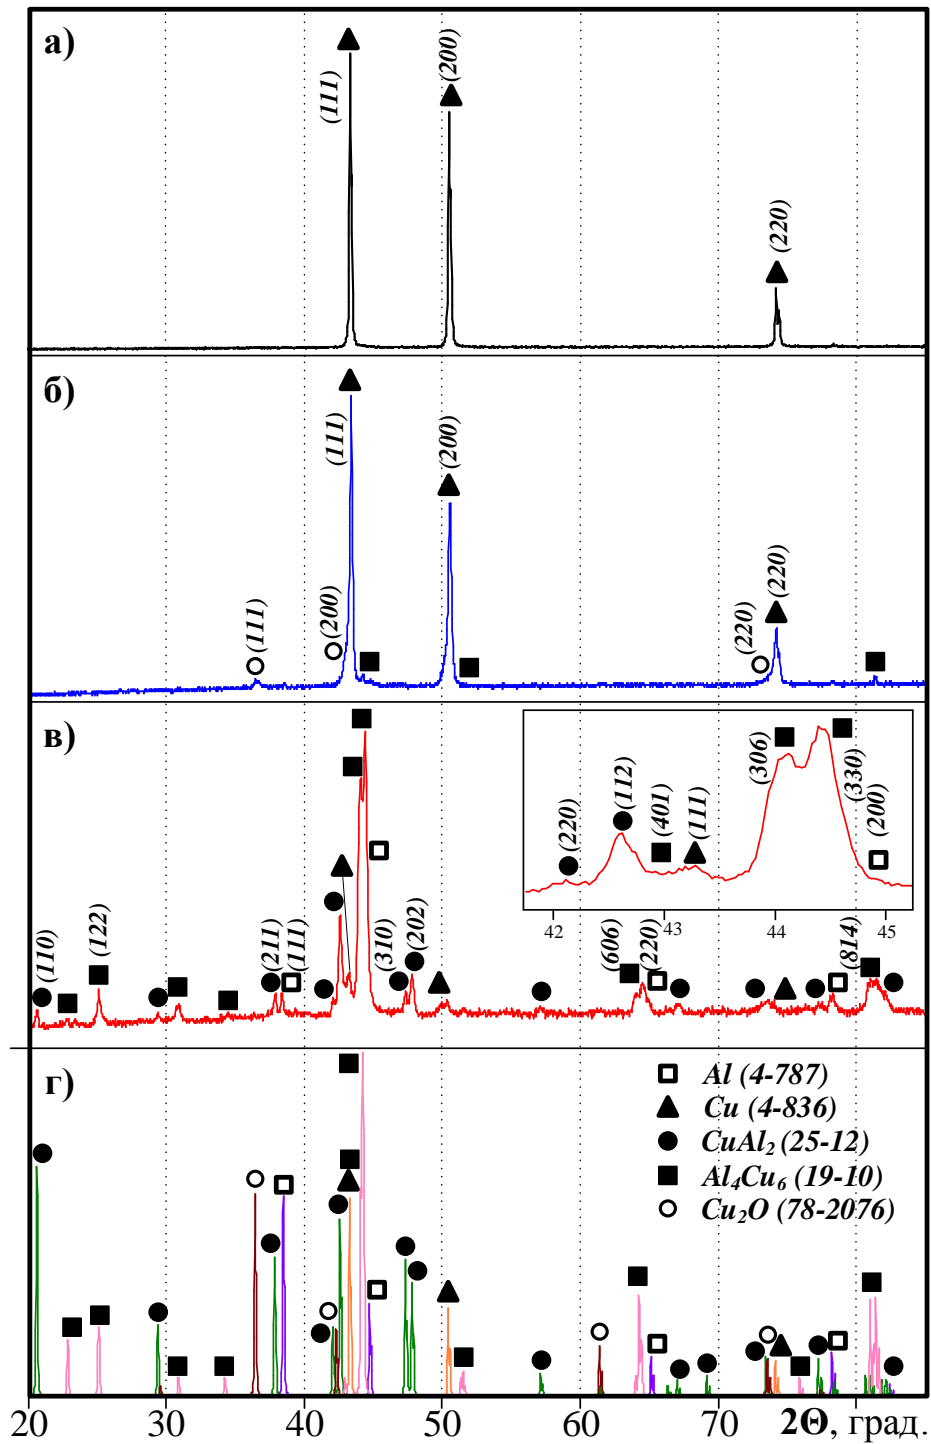 а)
(111)
(200)
(220)
б)
(111)
(200)
(111)
(200)
(220)
(220)
в)
(110)
(122)
(211)
(111)
(310)
(202)
(606)
(220)
(814)
(220)
(112)
(401)
(111)
(306)
(330)
(200)
42 43 44 45
г)
Al (4-787)
Cu (4-836)
CuAl₂ (25-12)
Al₄Cu₆ (19-10)
Cu₂O (78-2076)
20 30 40 50 60 70 2Θ, град.